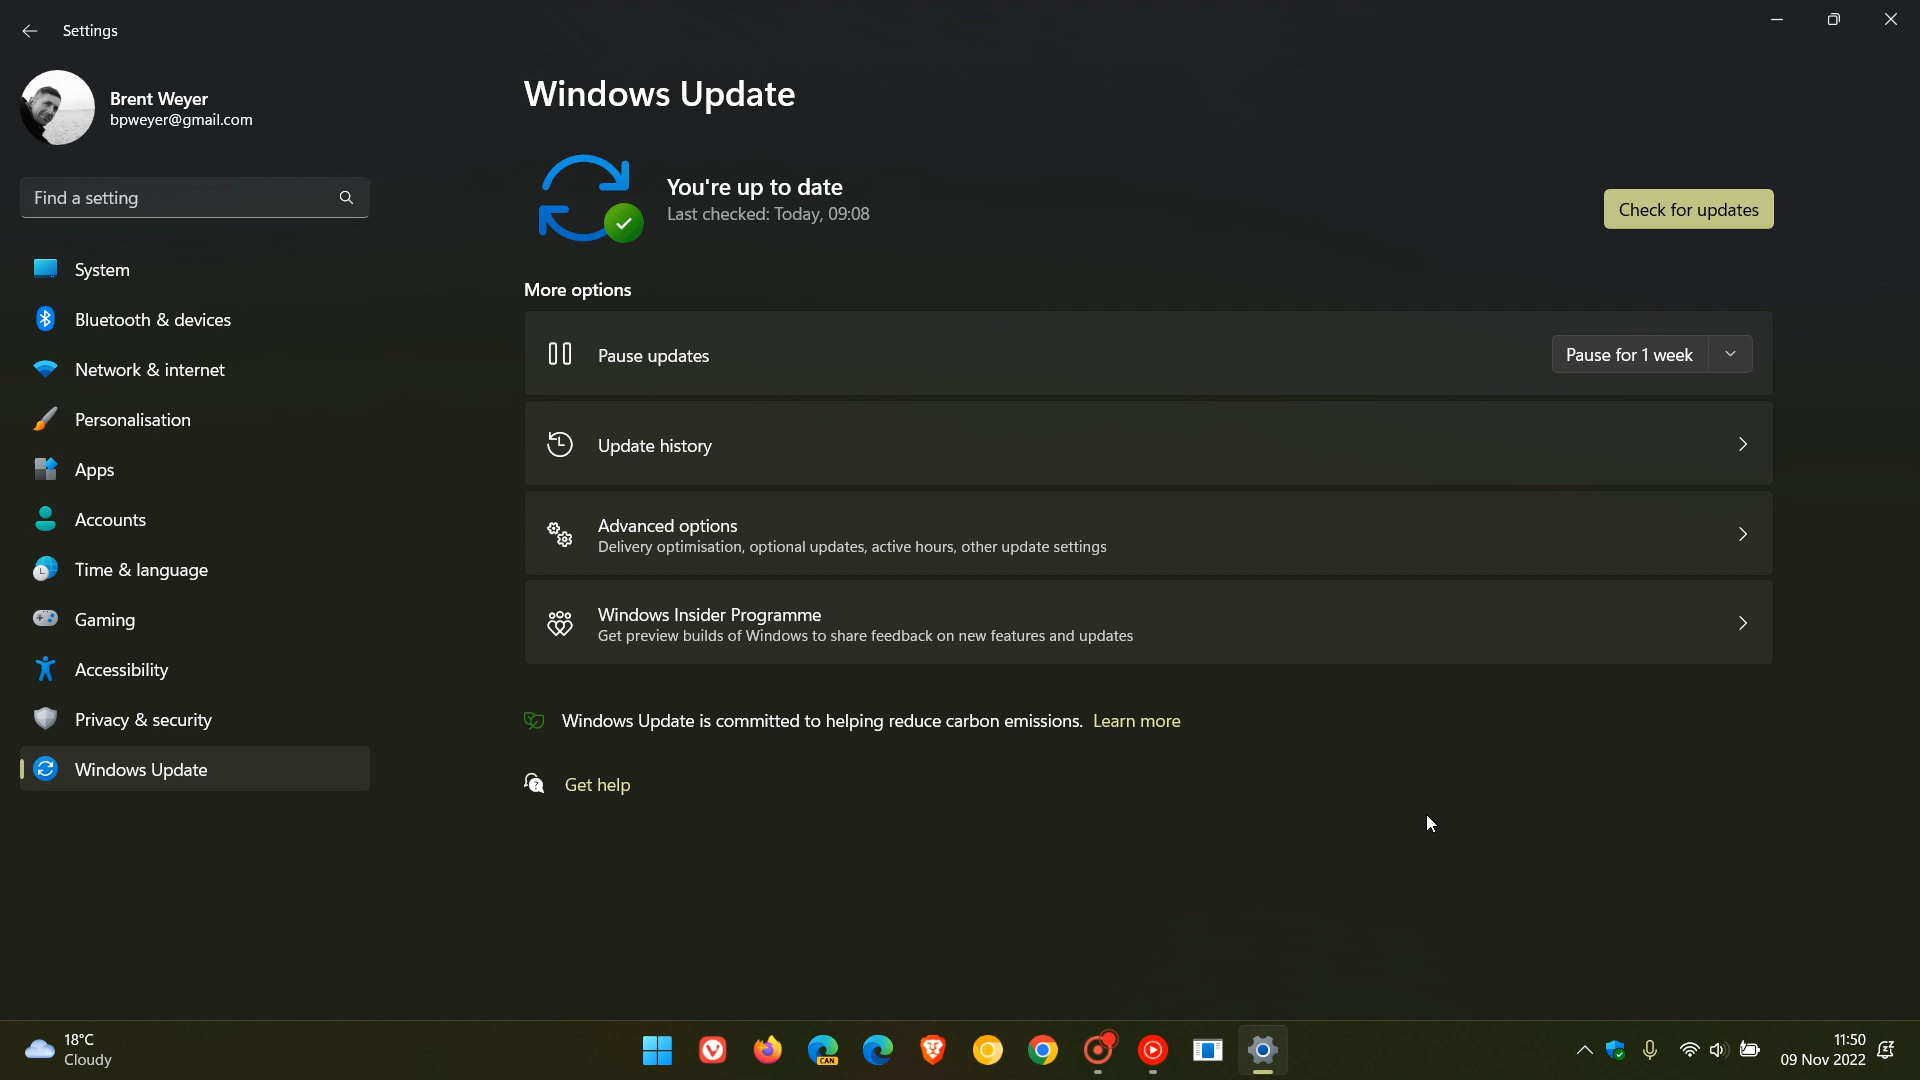 Settings
Brent Weyer
bpweyer@gmail.com
Find a setting
System
Bluetooth & devices
Network & internet
Personalisation
Apps
Accounts
Time & language
Gaming
Accessibility
Privacy & security
Windows Update
Windows Update
You're up to date
Last checked: Today, 09:08
Check for updates
More options
Pause updates
Pause for 1 week
Update history
Advanced options
Delivery optimisation, optional updates, active hours, other update settings
Windows Insider Programme
Get preview builds of Windows to share feedback on new features and updates
Windows Update is committed to helping reduce carbon emissions. Learn more
Get help
18°C
Cloudy
CAN
11:50
09 Nov 2022